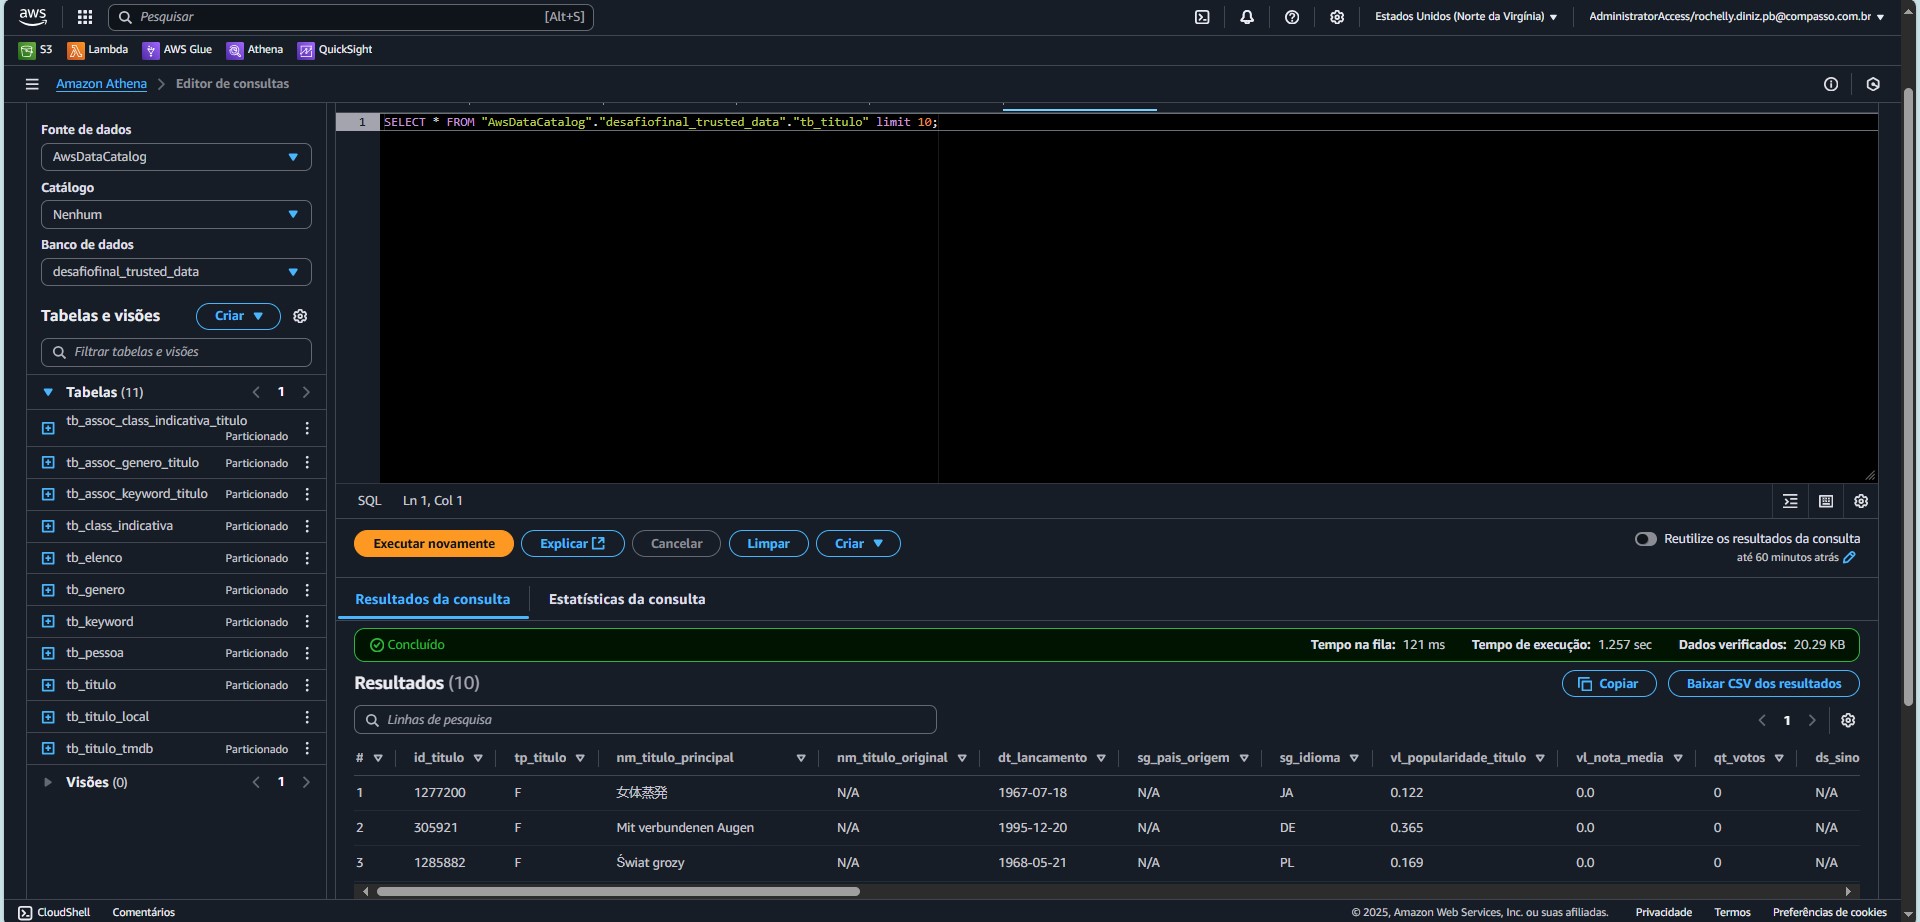 aws
Pesquisar [Alt+S] Estados Unidos (Norte da Virgínia) AdministratorAccess/rochelly.diniz.pb@compasso.com.br
S3 Lambda AWS Glue Athena QuickSight
Amazon Athena Editor de consultas
Fonte de dados
AwsDataCatalog
Catálogo
Nenhum
Banco de dados
desafiofinal_trusted_data
Tabelas e visões Criar
Filtrar tabelas e visões
Tabelas (11) 1
tb_assoc_class_indicativa_titulo
Particionado
tb_assoc_genero_titulo Particionado
tb_assoc_keyword_titulo Particionado
tb_class_indicativa Particionado
tb_elenco Particionado
tb_genero Particionado
tb_keyword Particionado
tb_pessoa Particionado
tb_titulo Particionado
tb_titulo_local
tb_titulo_tmdb Particionado
Visões (0) 1
1 SELECT * FROM "AwsDataCatalog"."desafiofinal_trusted_data"."tb_titulo" limit 10;
SQL Ln 1, Col 1
Executar novamente Explicar Cancelar Limpar Criar
Reutilize os resultados da consulta
até 60 minutos atrás
Resultados da consulta Estatísticas da consulta
Concluído Tempo na fila: 121 ms Tempo de execução: 1.257 sec Dados verificados: 20.29 KB
Resultados (10) Copiar Baixar CSV dos resultados
Linhas de pesquisa 1
# id_titulo tp_titulo nm_titulo_principal nm_titulo_original dt_lancamento sg_pais_origem sg_idioma vl_popularidade_titulo vl_nota_media qt_votos ds_sino
1 1277200 F 女体蒸発 N/A 1967-07-18 N/A JA 0.122 0.0 0 N/A
2 305921 F Mit verbundenen Augen N/A 1995-12-20 N/A DE 0.365 0.0 0 N/A
3 1285882 F Świat grozy N/A 1968-05-21 N/A PL 0.169 0.0 0 N/A
CloudShell Comentários © 2025, Amazon Web Services, Inc. ou suas afiliadas. Privacidade Termos Preferências de cookies